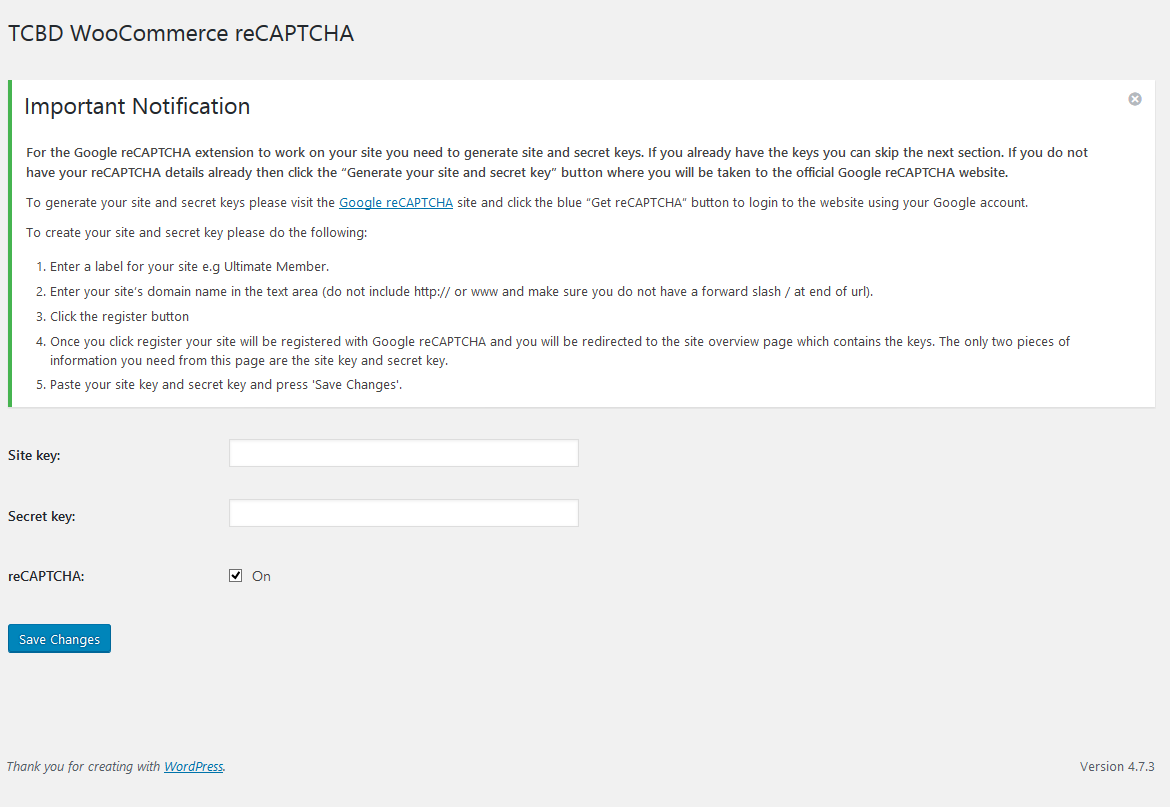 TCBD WooCommerce reCAPTCHA
Important Notification
For the Google reCAPTCHA extension to work on your site you need to generate site and secret keys. If you already have the keys you can skip the next section. If you do not
have your reCAPTCHA details already then click the “Generate your site and secret key” button where you will be taken to the official Google reCAPTCHA website.
To generate your site and secret keys please visit the Google reCAPTCHA site and click the blue “Get reCAPTCHA” button to login to the website using your Google account.
To create your site and secret key please do the following:
1. Enter a label for your site e.g Ultimate Member.
2. Enter your site's domain name in the text area (do not include http:// or www and make sure you do not have a forward slash / at end of url).
3. Click the register button
4. Once you click register your site will be registered with Google reCAPTCHA and you will be redirected to the site overview page which contains the keys. The only two pieces of
information you need from this page are the site key and secret key.
5. Paste your site key and secret key and press 'Save Changes'.
Site key:
Secret key:
reCAPTCHA: On
Save Changes
Thank you for creating with WordPress. Version 4.7.3